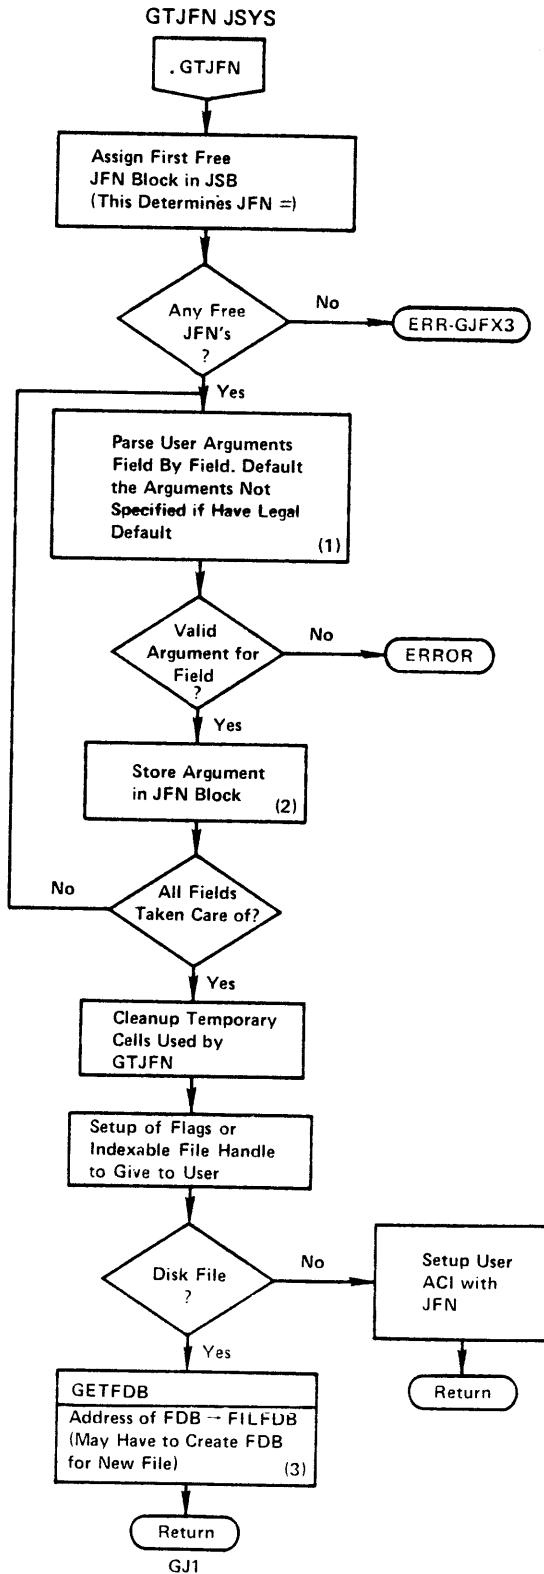 GTJFN JSYS
. GTJFN
Assign First Free
JFN Block in JSB
(This Determines JFN =)
Any Free
JFN's
?
No
ERR-GJFX3
Yes
Parse User Arguments
Field By Field. Default
the Arguments Not
Specified if Have Legal
Default
(1)
Valid
Argument for
Field
?
No
ERROR
Yes
Store Argument
in JFN Block
(2)
No
All Fields
Taken Care of?
Yes
Cleanup Temporary
Cells Used by
GTJFN
Setup of Flags or
Indexable File Handle
to Give to User
Disk File
?
No
Setup User
ACI with
JFN
Return
Yes
GETFDB
Address of FDB → FILFDB
(May Have to Create FDB
for New File)
(3)
Return
GJ1